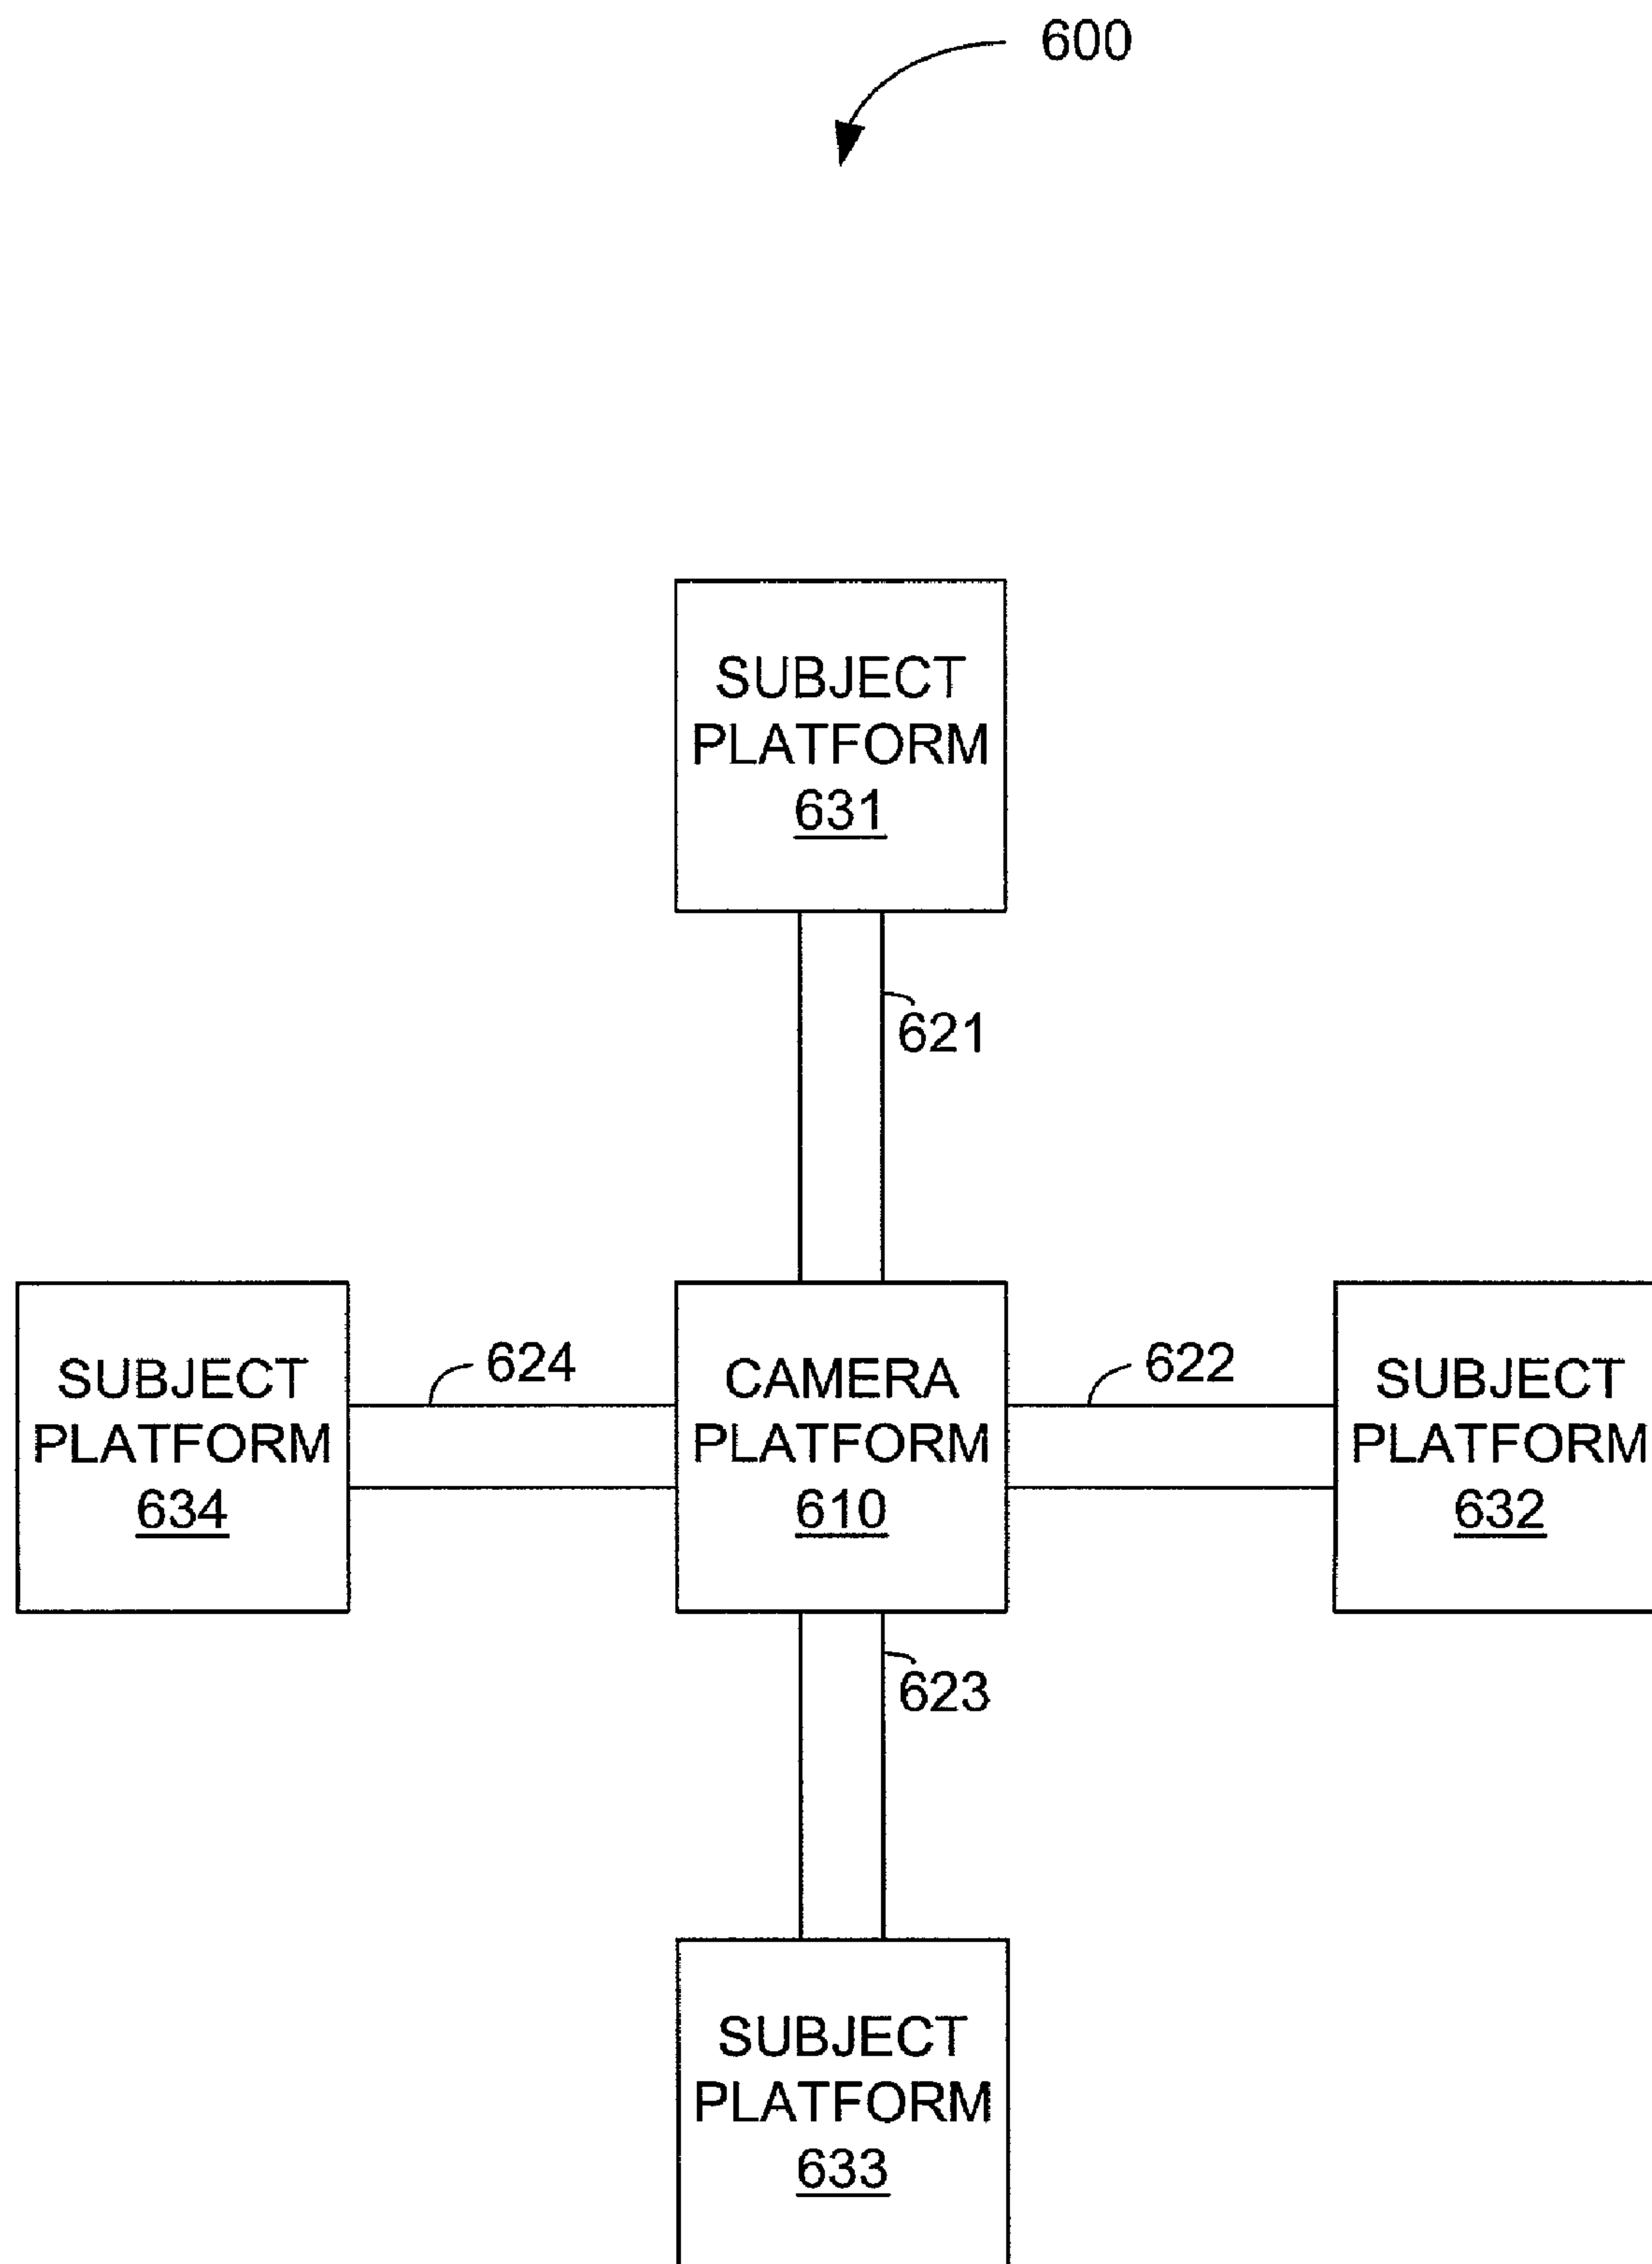 600
SUBJECT
PLATFORM
631
621
624
622
SUBJECT
PLATFORM
634
CAMERA
PLATFORM
610
SUBJECT
PLATFORM
632
623
SUBJECT
PLATFORM
633